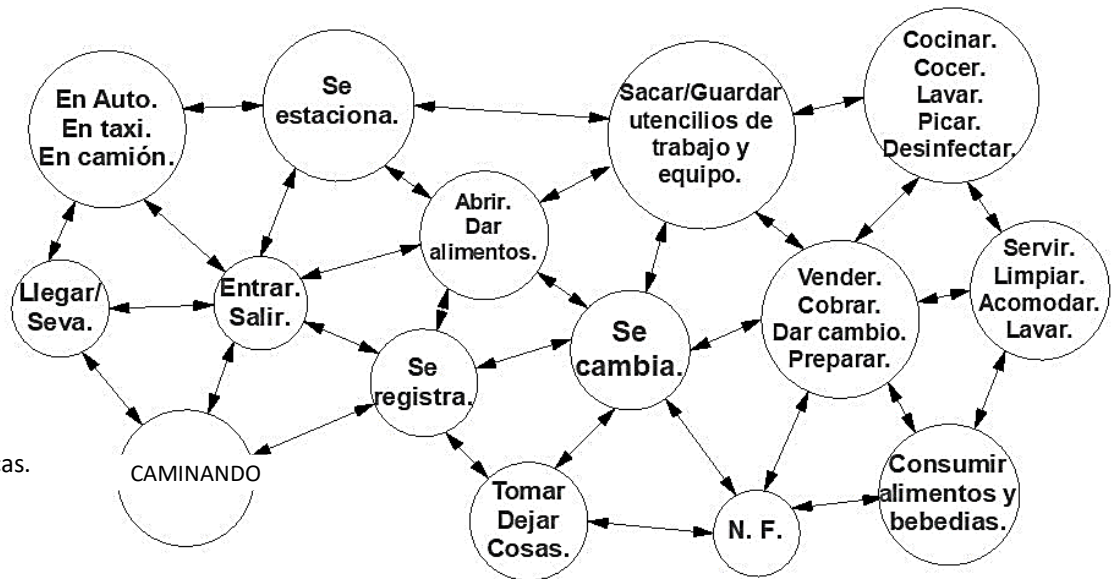 En Auto.
En taxi.
En camión.
Se
estaciona.
Sacar/Guardar
utencilios de
trabajo y
equipo.
Cocinar.
Cocer.
Lavar.
Picar.
Desinfectar.
Abrir.
Dar
alimentos.
Llegar/
Seva.
Entrar.
Salir.
Se
registra.
Se
cambia.
Vender.
Cobrar.
Dar cambio.
Preparar.
Servir.
Limpiar.
Acomodar.
Lavar.
CAMINANDO
Tomar
Dejar
Cosas.
N. F.
Consumir
alimentos y
bebedias.